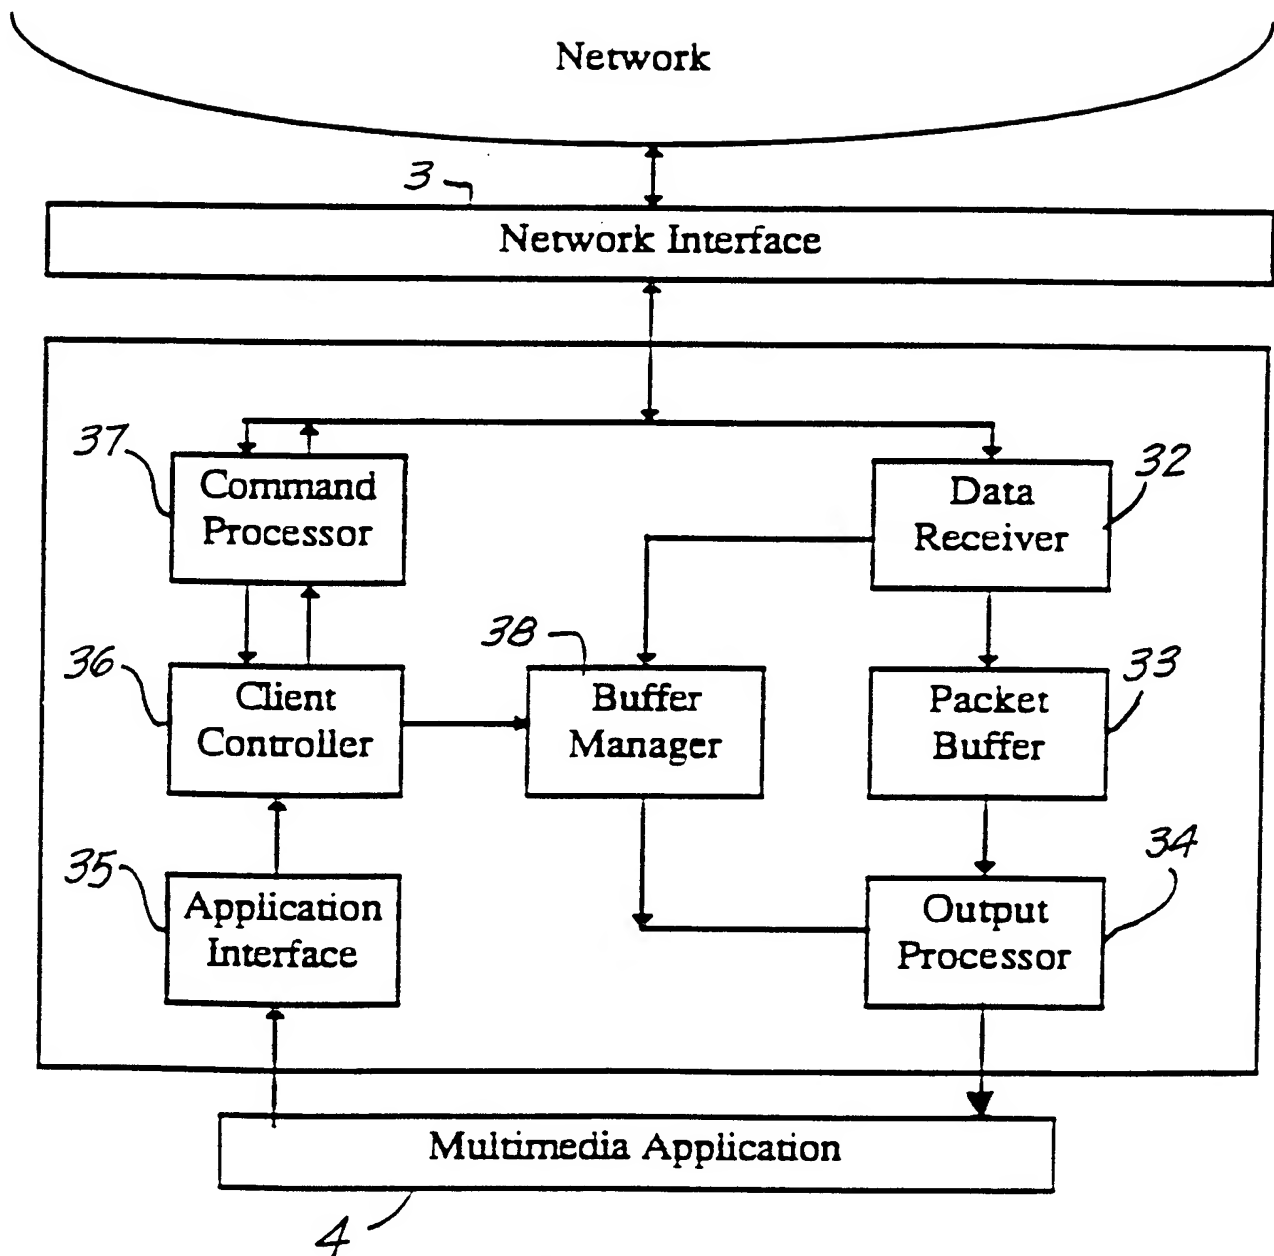 Network
3
Network Interface
37
Command
Processor
32
Data
Receiver
36
Client
Controller
38
Buffer
Manager
33
Packet
Buffer
35
Application
Interface
34
Output
Processor
Multimedia Application
4